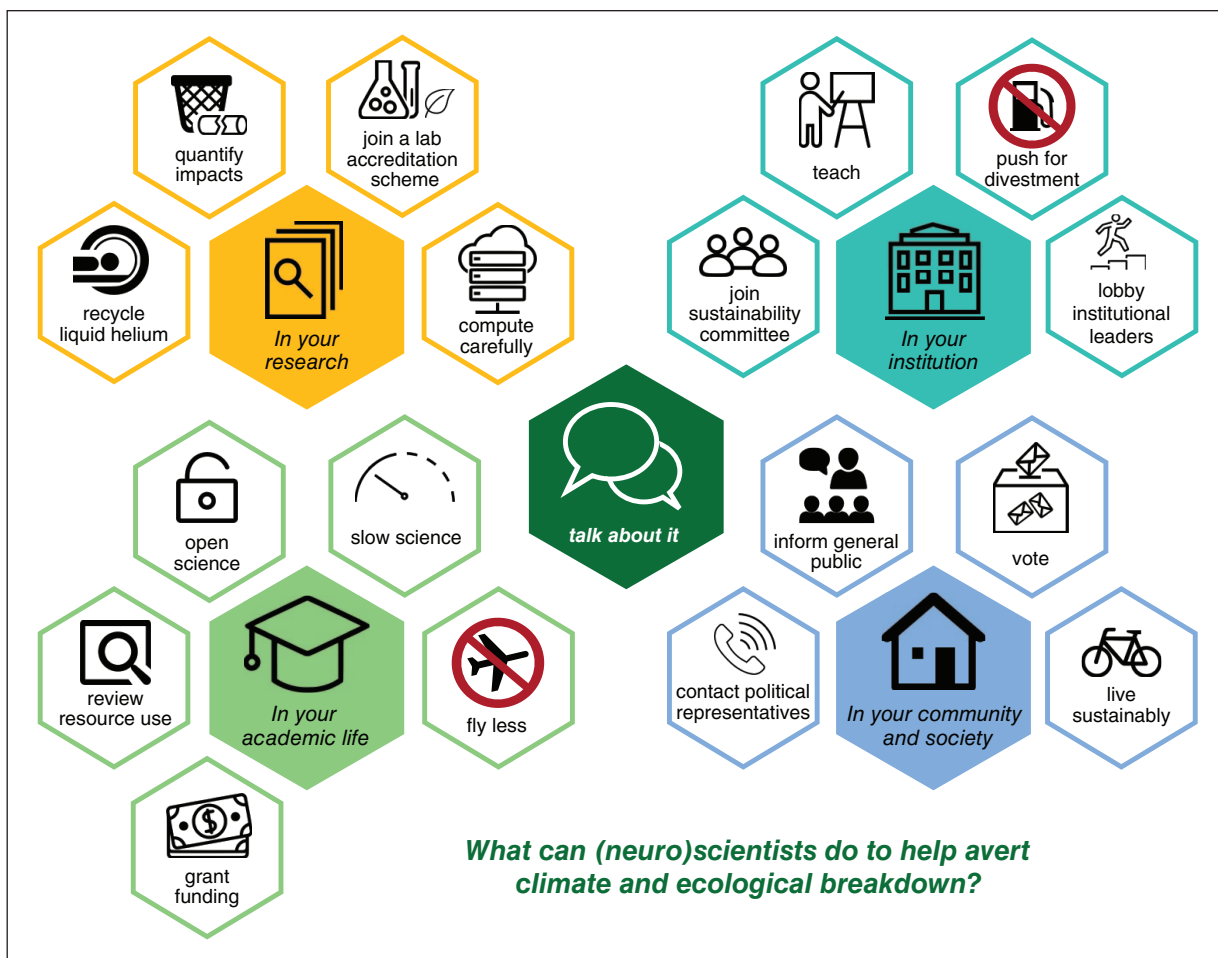 quantify
impacts
join a lab
accreditation
scheme
recycle
liquid helium
In your
research
compute
carefully
teach
push for
divestment
join
sustainability
committee
In your
institution
lobby
institutional
leaders
talk about it
open
science
slow science
review
resource use
In your
academic life
fly less
$
grant
funding
inform general
public
vote
contact political
representatives
In your community
and society
live
sustainably
What can (neuro)scientists do to help avert
climate and ecological breakdown?